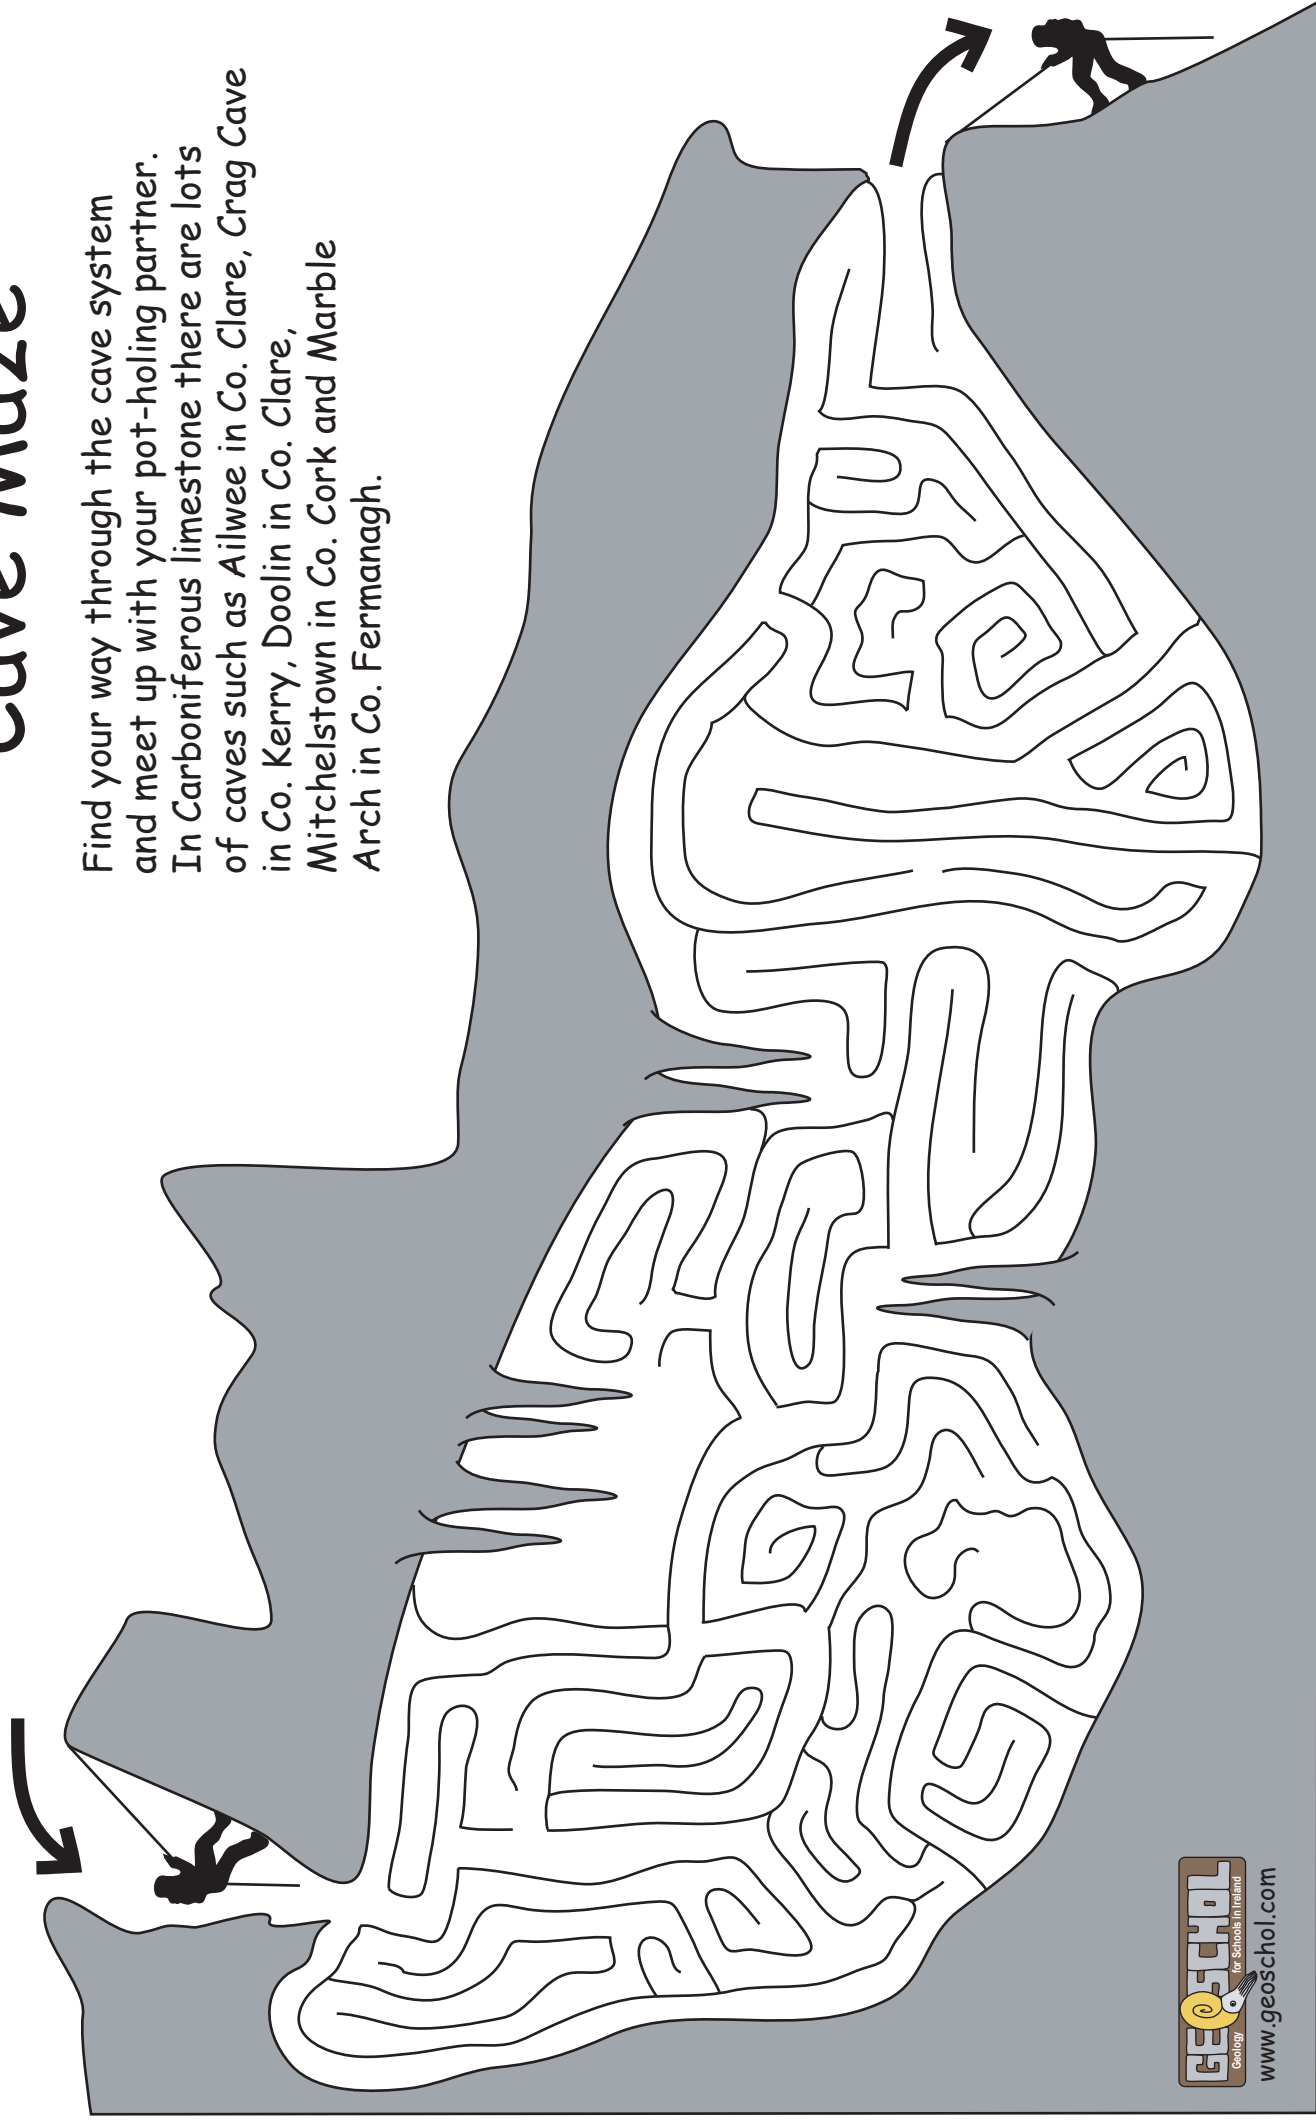 Cave Maze
Find your way through the cave system
and meet up with your pot-holing partner.
In Carboniferous limestone there are lots
of caves such as Ailwee in Co. Clare, Crag Cave
in Co. Kerry, Doolin in Co. Clare,
Mitchelstown in Co. Cork and Marble
Arch in Co. Fermanagh.
GEOSCHOL
Geology for Schools in Ireland
www.geoschol.com